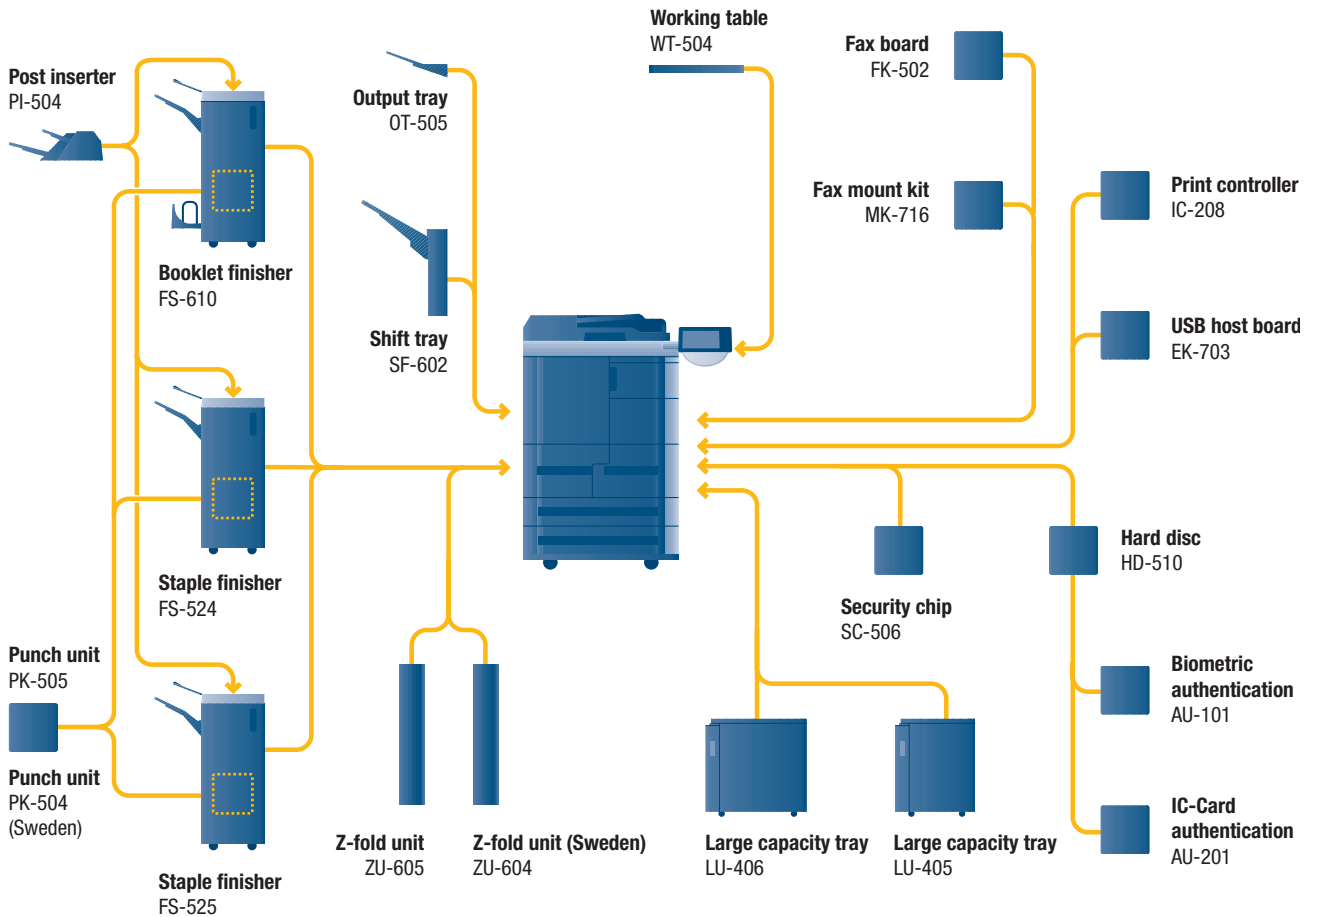 Post inserter
PI-504
Booklet finisher
FS-610
Staple finisher
FS-524
Punch unit
PK-505
Punch unit
PK-504
(Sweden)
Staple finisher
FS-525
Output tray
OT-505
Shift tray
SF-602
Working table
WT-504
Fax board
FK-502
Fax mount kit
MK-716
Print controller
IC-208
USB host board
EK-703
Hard disc
HD-510
Security chip
SC-506
Biometric
authentication
AU-101
IC-Card
authentication
AU-201
Z-fold unit
ZU-605
Z-fold unit (Sweden)
ZU-604
Large capacity tray
LU-406
Large capacity tray
LU-405